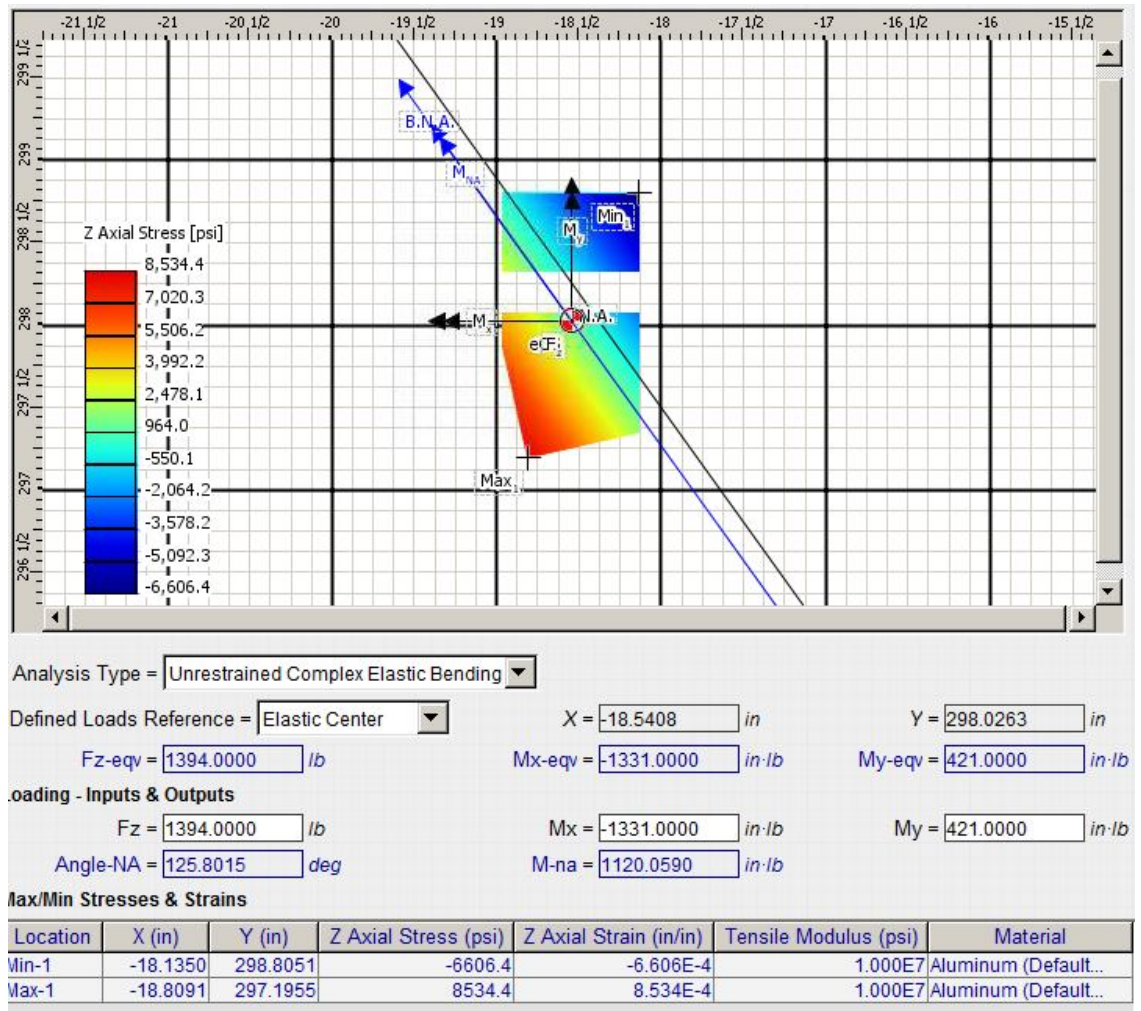 -21 1/2 -21 -20 1/2 -20 -19 1/2 -19 -18 1/2 -18 -17 1/2 -17 -16 1/2 -16 -15 1/2
299 1/2
299
298 1/2
298
297 1/2
297
296 1/2
B.N.A.
M NA
Min 1
M y
M x
N.A.
Max 1
Z Axial Stress [psi]
8,534.4
7,020.3
5,506.2
3,992.2
2,478.1
964.0
-550.1
-2,064.2
-3,578.2
-5,092.3
-6,606.4
Analysis Type = Unrestrained Complex Elastic Bending
Defined Loads Reference = Elastic Center X = -18.5408 in Y = 298.0263 in
Fz-eqv = 1394.0000 lb Mx-eqv = -1331.0000 in·lb My-eqv = 421.0000 in·lb
oading - Inputs & Outputs
Fz = 1394.0000 lb Mx = -1331.0000 in·lb My = 421.0000 in·lb
Angle-NA = 125.8015 deg M-na = 1120.0590 in·lb
Max/Min Stresses & Strains
Location X (in) Y (in) Z Axial Stress (psi) Z Axial Strain (in/in) Tensile Modulus (psi) Material
Min-1 -18.1350 298.8051 -6606.4 -6.606E-4 1.000E7 Aluminum (Default...
Max-1 -18.8091 297.1955 8534.4 8.534E-4 1.000E7 Aluminum (Default...